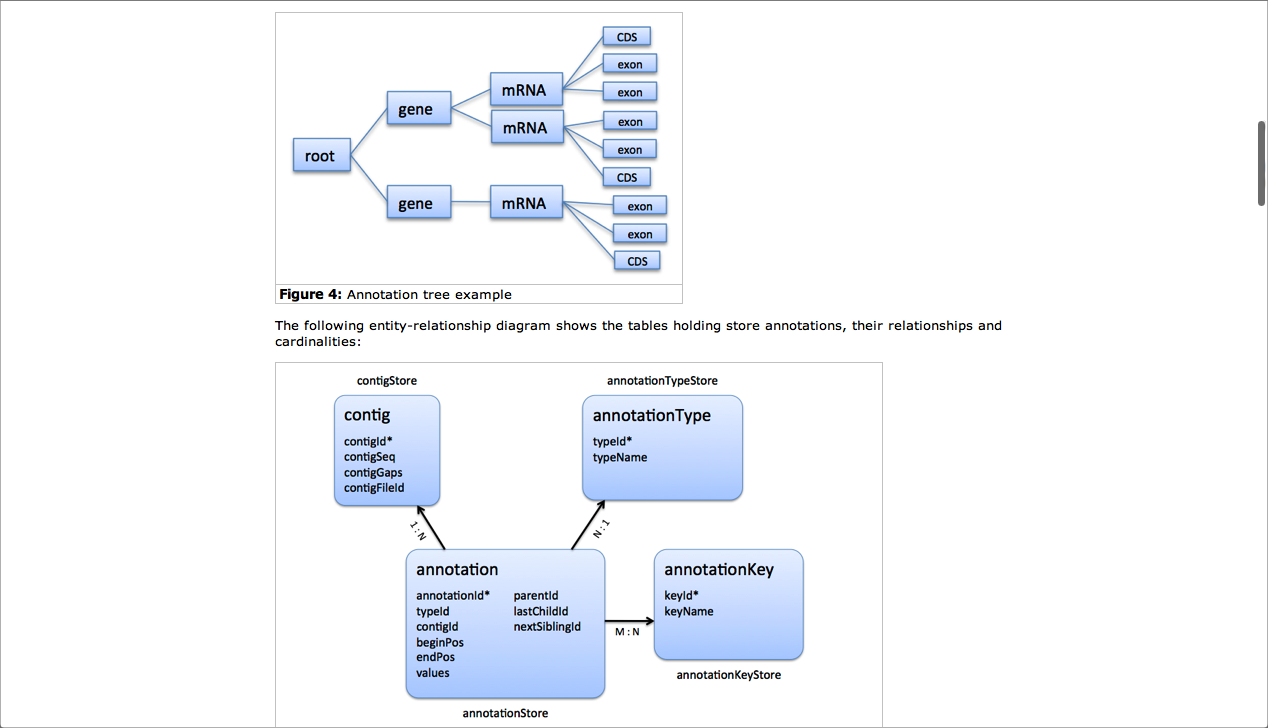 CDS
exon
mRNA
exon
gene
mRNA
exon
exon
root
CDS
gene
mRNA
exon
exon
CDS
Figure 4: Annotation tree example
The following entity-relationship diagram shows the tables holding store annotations, their relationships and
cardinalities:
contigStore
annotationTypeStore
contig
contigId*
contigSeq
contigGaps
contigFileId
annotationType
typeId*
typeName
1 : N
N : 1
annotation
annotationId*
typeId
contigId
beginPos
endPos
values
parentId
lastChildId
nextSiblingId
M : N
annotationKey
keyId*
keyName
annotationKeyStore
annotationStore